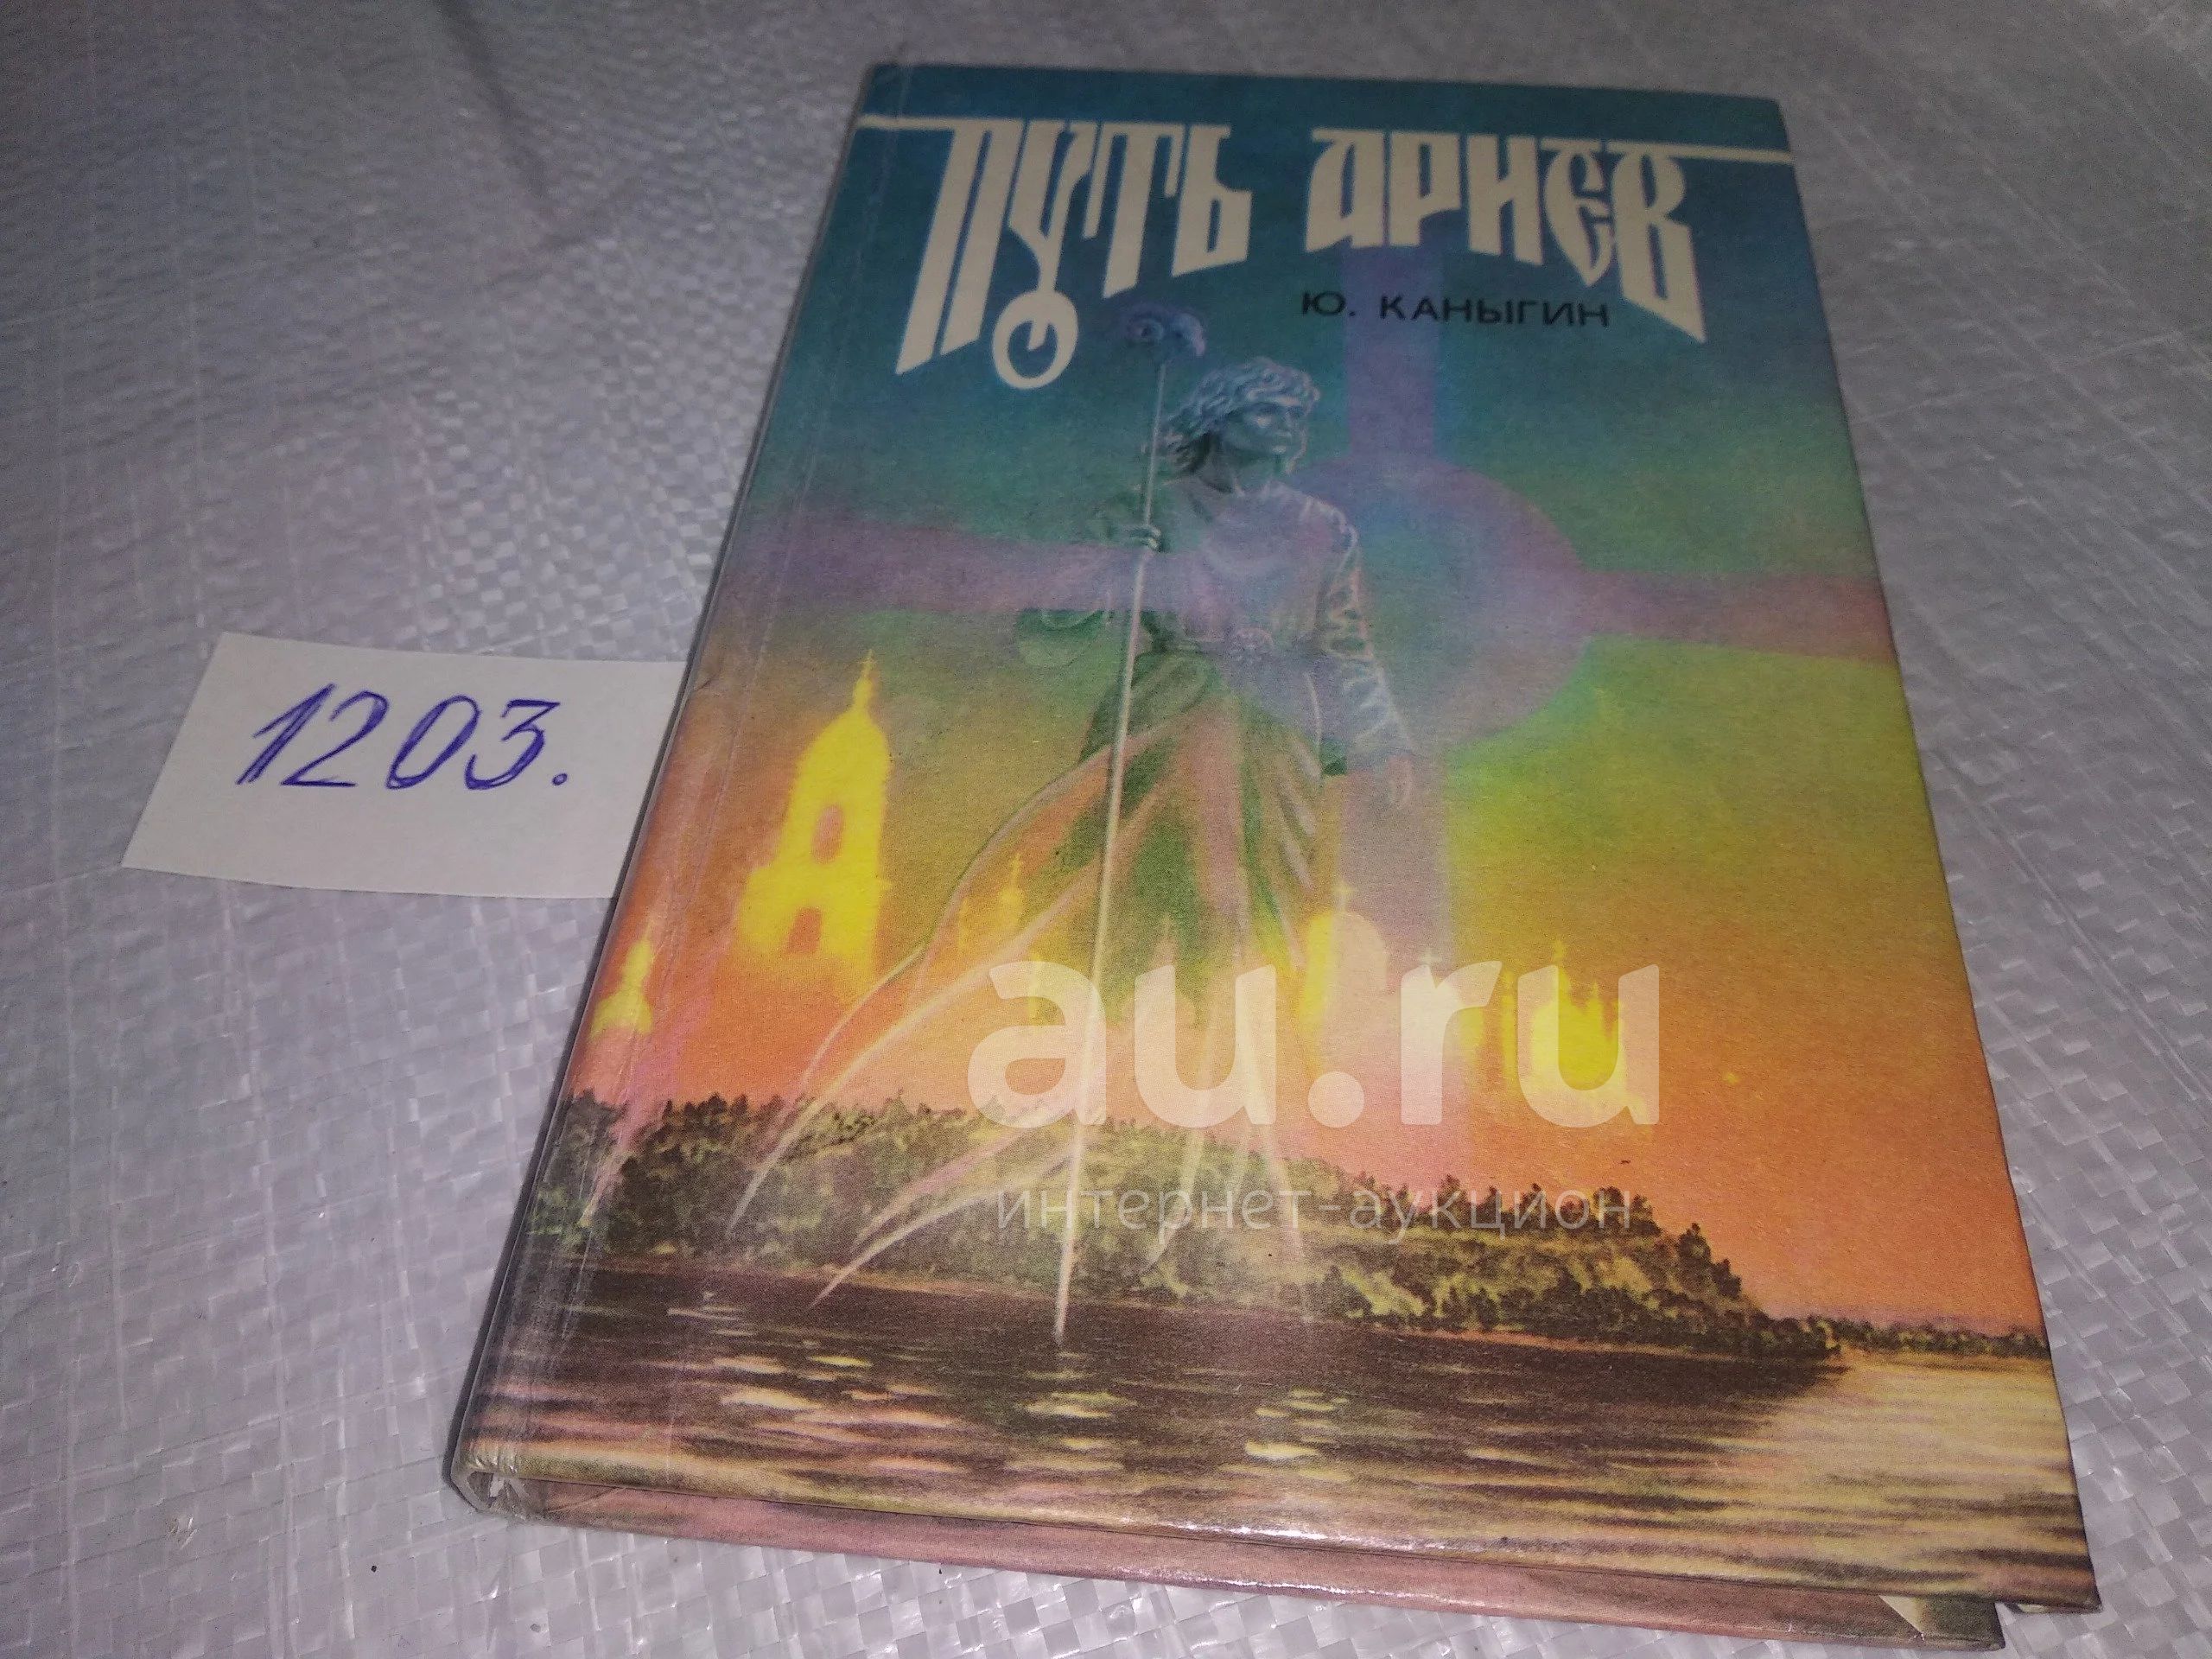 ПУТЬ АРИЕВ
Ю. КАНЫГИН
1203.
au.ru
интернет-аукцион